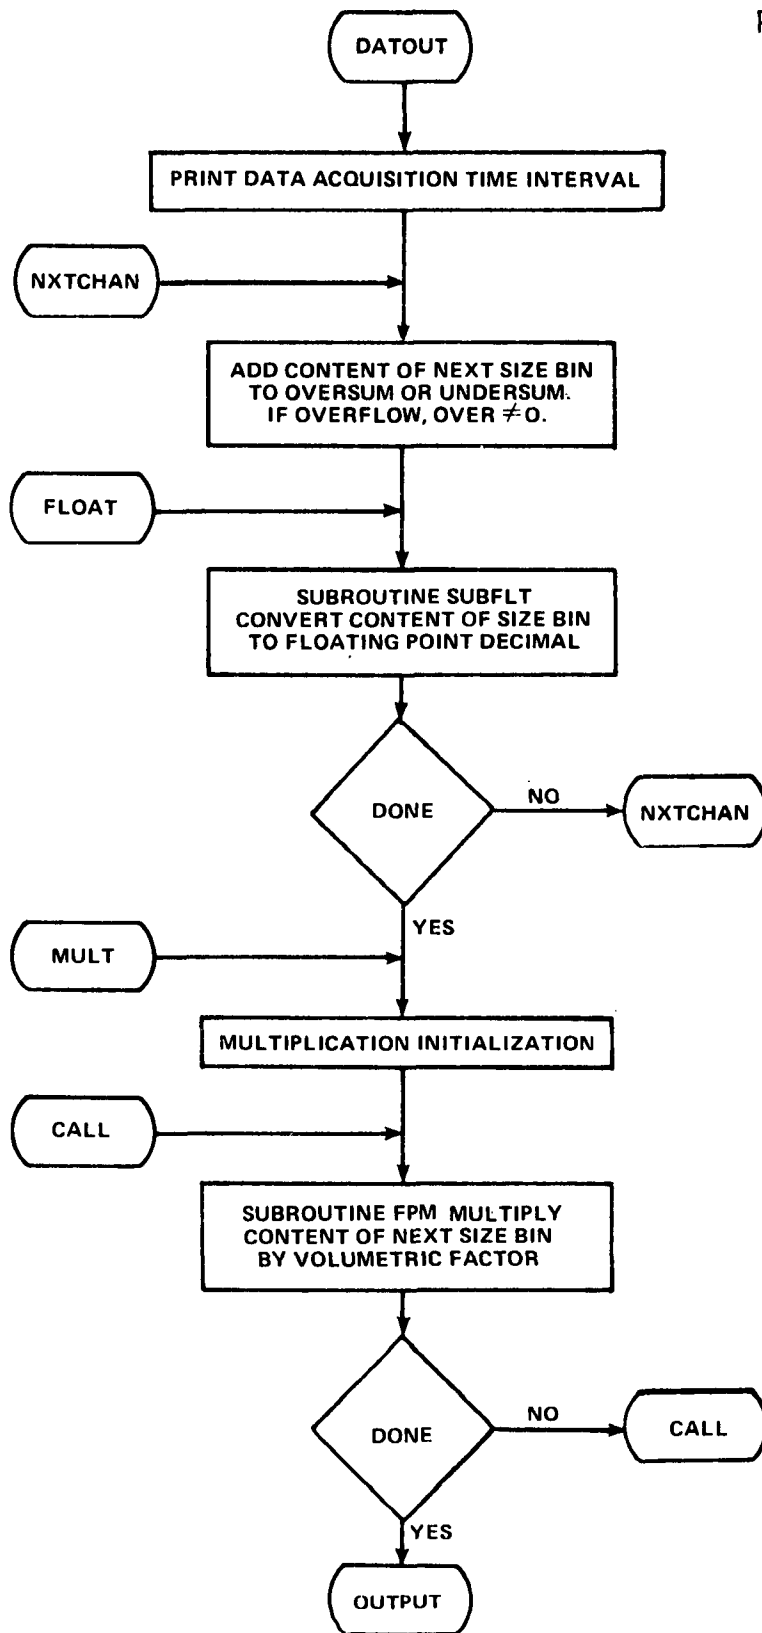 DATOUT
PRINT DATA ACQUISITION TIME INTERVAL
NXTCHAN
ADD CONTENT OF NEXT SIZE BIN
TO OVERSUM OR UNDERSUM.
IF OVERFLOW, OVER ≠ O.
FLOAT
SUBROUTINE SUBFLT
CONVERT CONTENT OF SIZE BIN
TO FLOATING POINT DECIMAL
DONE
NO
NXTCHAN
YES
MULT
MULTIPLICATION INITIALIZATION
CALL
SUBROUTINE FPM MULTIPLY
CONTENT OF NEXT SIZE BIN
BY VOLUMETRIC FACTOR
DONE
NO
CALL
YES
OUTPUT